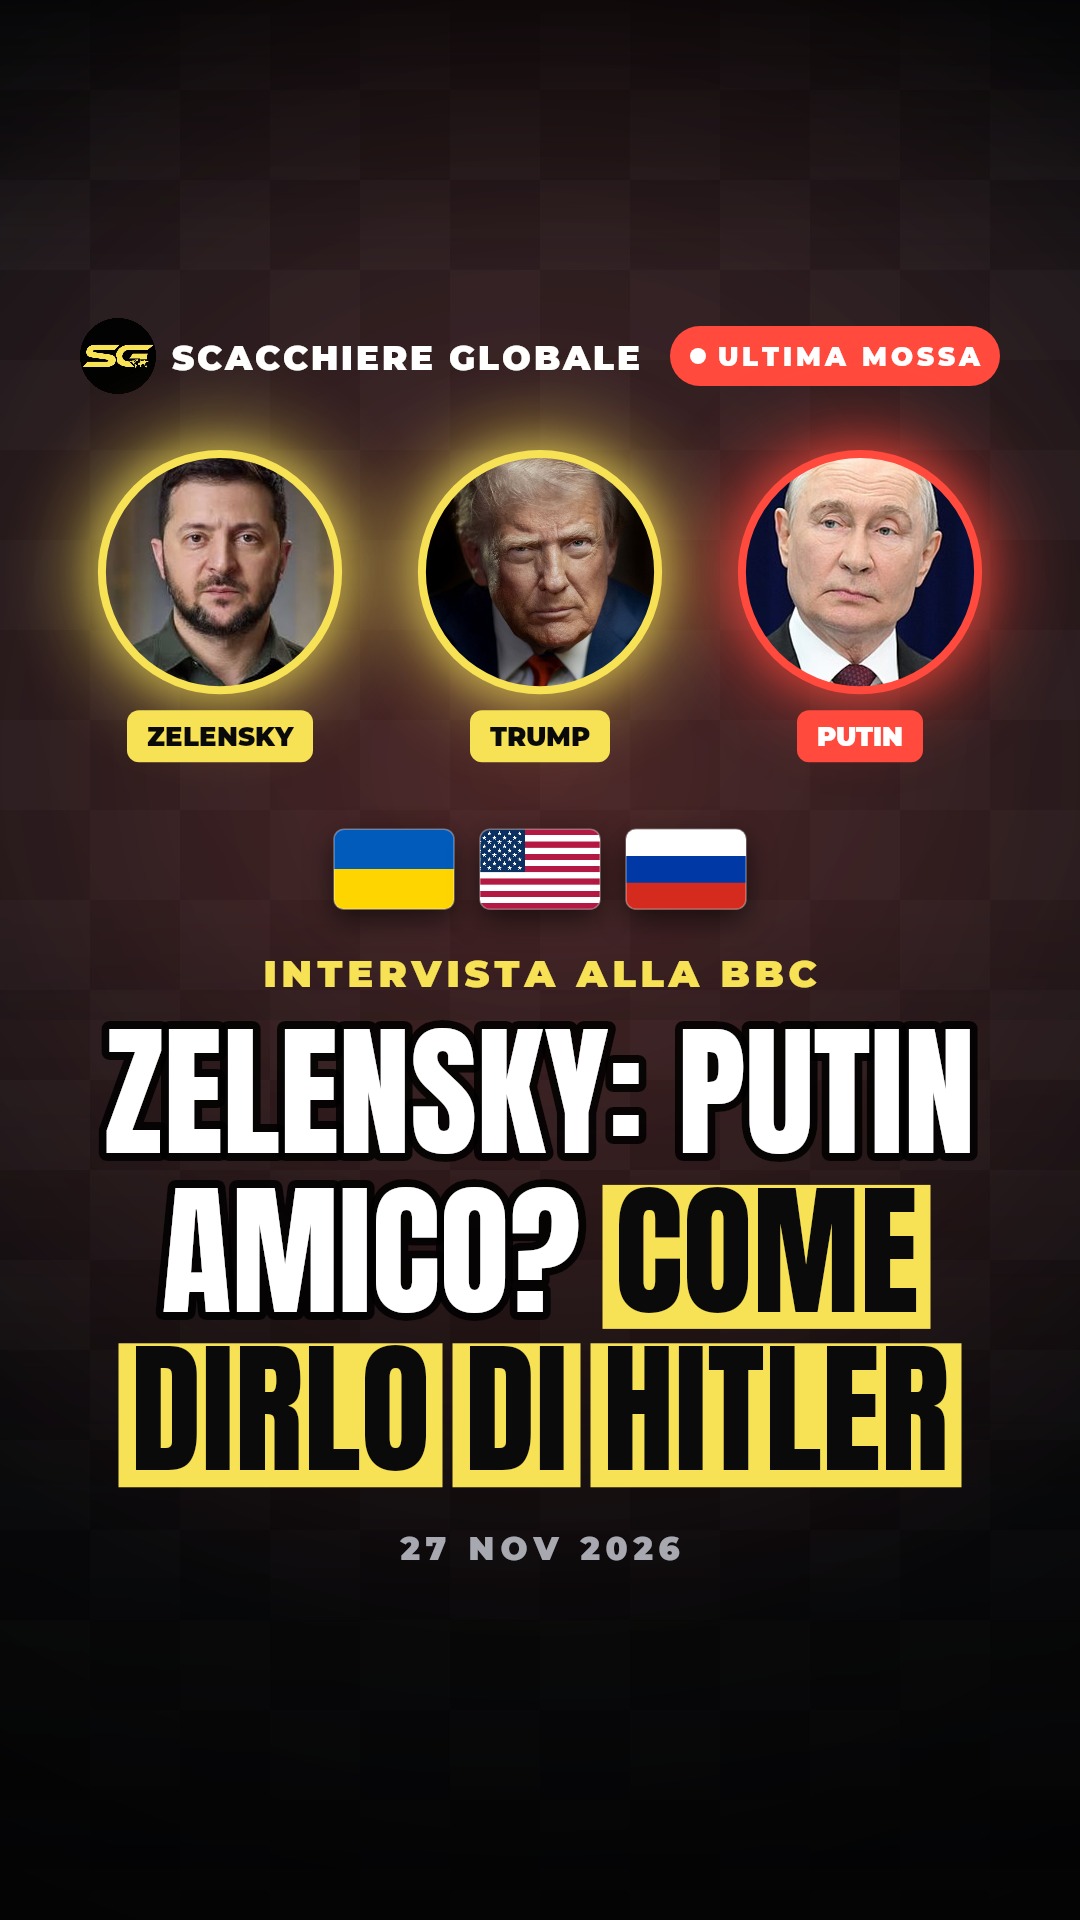 SG SCACCHIERE GLOBALE ULTIMA MOSSA
ZELENSKY TRUMP PUTIN
INTERVISTA ALLA BBC
ZELENSKY: PUTIN
AMICO? COME
DIRLO DI HITLER
27 NOV 2026